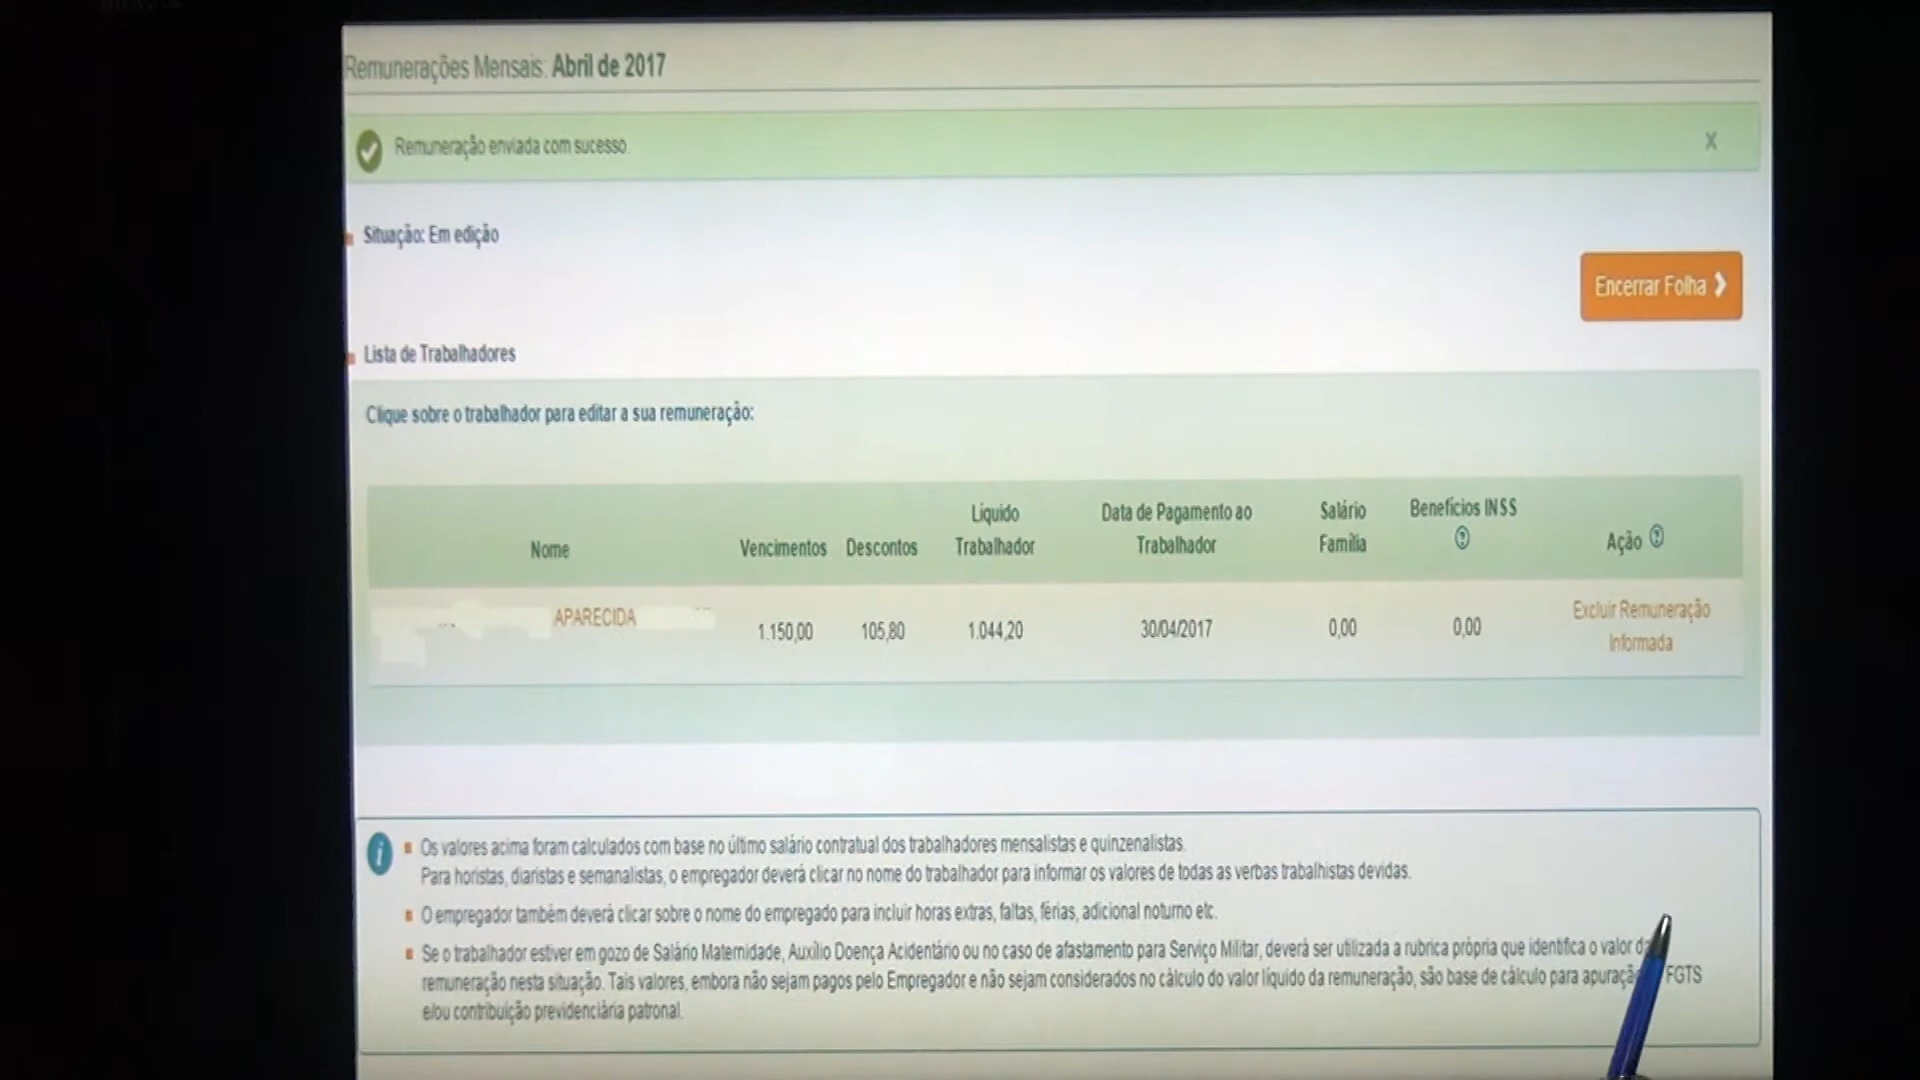 Remunerações Mensais: Abril de 2017
Remuneração enviada com sucesso.
X
Situação: Em edição
Encerrar Folha
Lista de Trabalhadores
Clique sobre o trabalhador para editar a sua remuneração:
Nome
Vencimentos
Descontos
Líquido
Trabalhador
Data de Pagamento ao
Trabalhador
Salário
Família
Benefícios INSS
Ação
APARECIDA
1.150,00
105,80
1.044,20
30/04/2017
0,00
0,00
Excluir Remuneração
Informada
Os valores acima foram calculados com base no último salário contratual dos trabalhadores mensalistas e quinzenalistas.
Para horistas, diaristas e semanalistas, o empregador deverá clicar no nome do trabalhador para informar os valores de todas as verbas trabalhistas devidas.
O empregador também deverá clicar sobre o nome do empregado para incluir horas extras, faltas, férias, adicional noturno etc.
Se o trabalhador estiver em gozo de Salário Maternidade, Auxílio Doença Acidentário ou no caso de afastamento para Serviço Militar, deverá ser utilizada a rubrica própria que identifica o valor da
remuneração nesta situação. Tais valores, embora não sejam pagos pelo Empregador e não sejam considerados no cálculo do valor líquido da remuneração, são base de cálculo para apuração FGTS
e/ou contribuição previdenciária patronal.